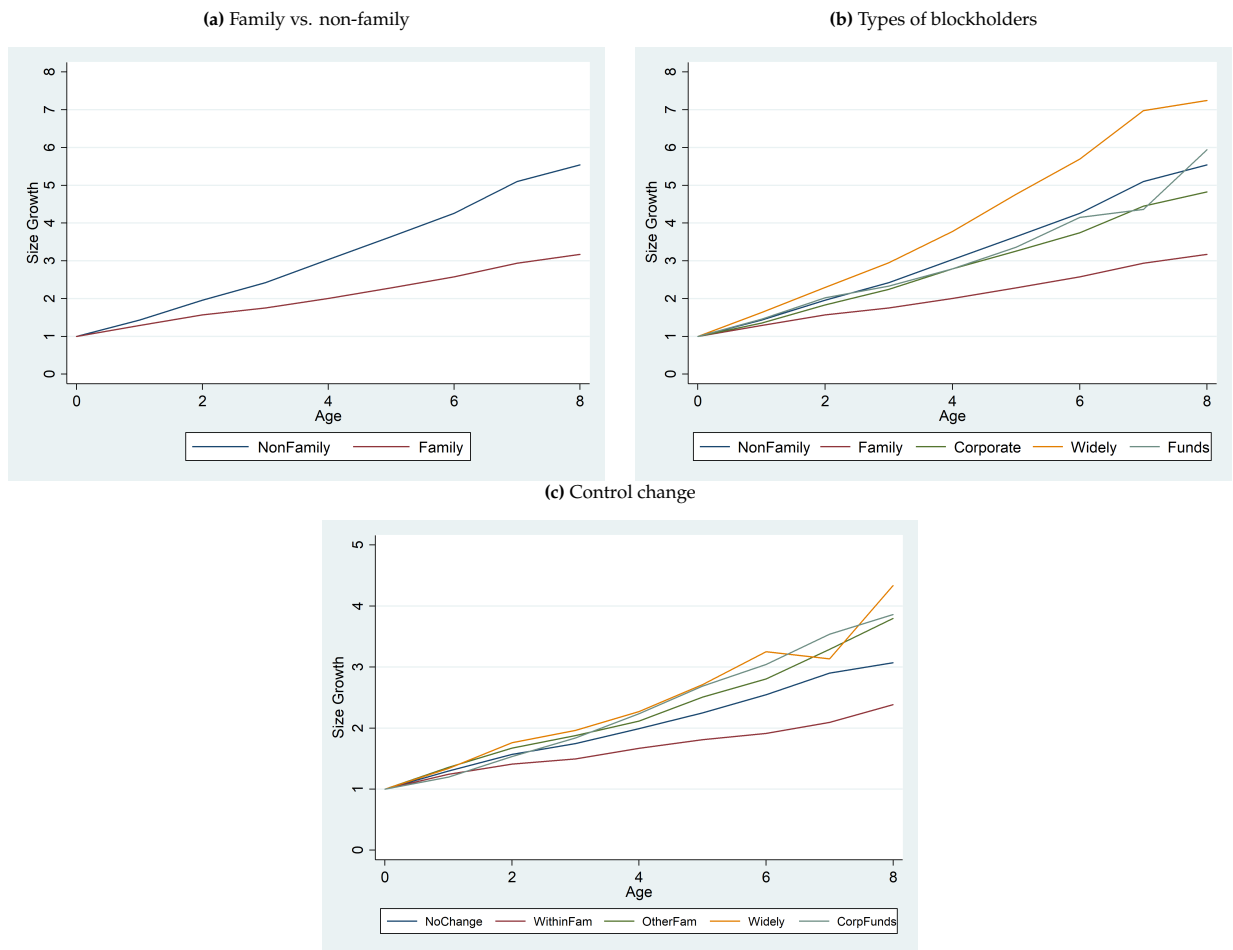 (a) Family vs. non-family
8
7
6
5
4
3
2
1
0
Size Growth
0 2 4 6 8
Age
NonFamily Family
(b) Types of blockholders
8
7
6
5
4
3
2
1
0
Size Growth
0 2 4 6 8
Age
NonFamily Family Corporate Widely Funds
(c) Control change
5
4
3
2
1
0
Size Growth
0 2 4 6 8
Age
NoChange WithinFam OtherFam Widely CorpFunds